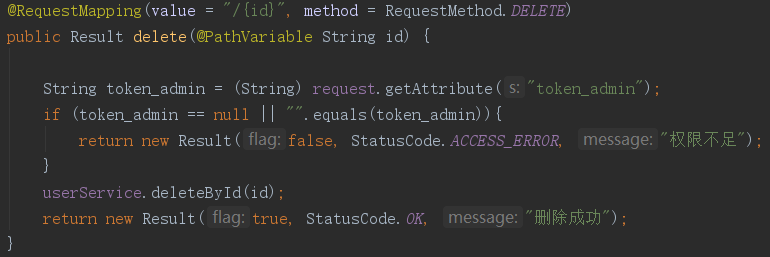 @RequestMapping(value = "/{id}", method = RequestMethod.DELETE)
public Result delete(@PathVariable String id) {
String token_admin = (String) request.getAttribute( s: "token_admin");
if (token_admin == null || "".equals(token_admin)){
return new Result( flag: false, StatusCode.ACCESS_ERROR, message: "权限不足");
}
userService.deleteById(id);
return new Result( flag: true, StatusCode.OK, message: "删除成功");
}